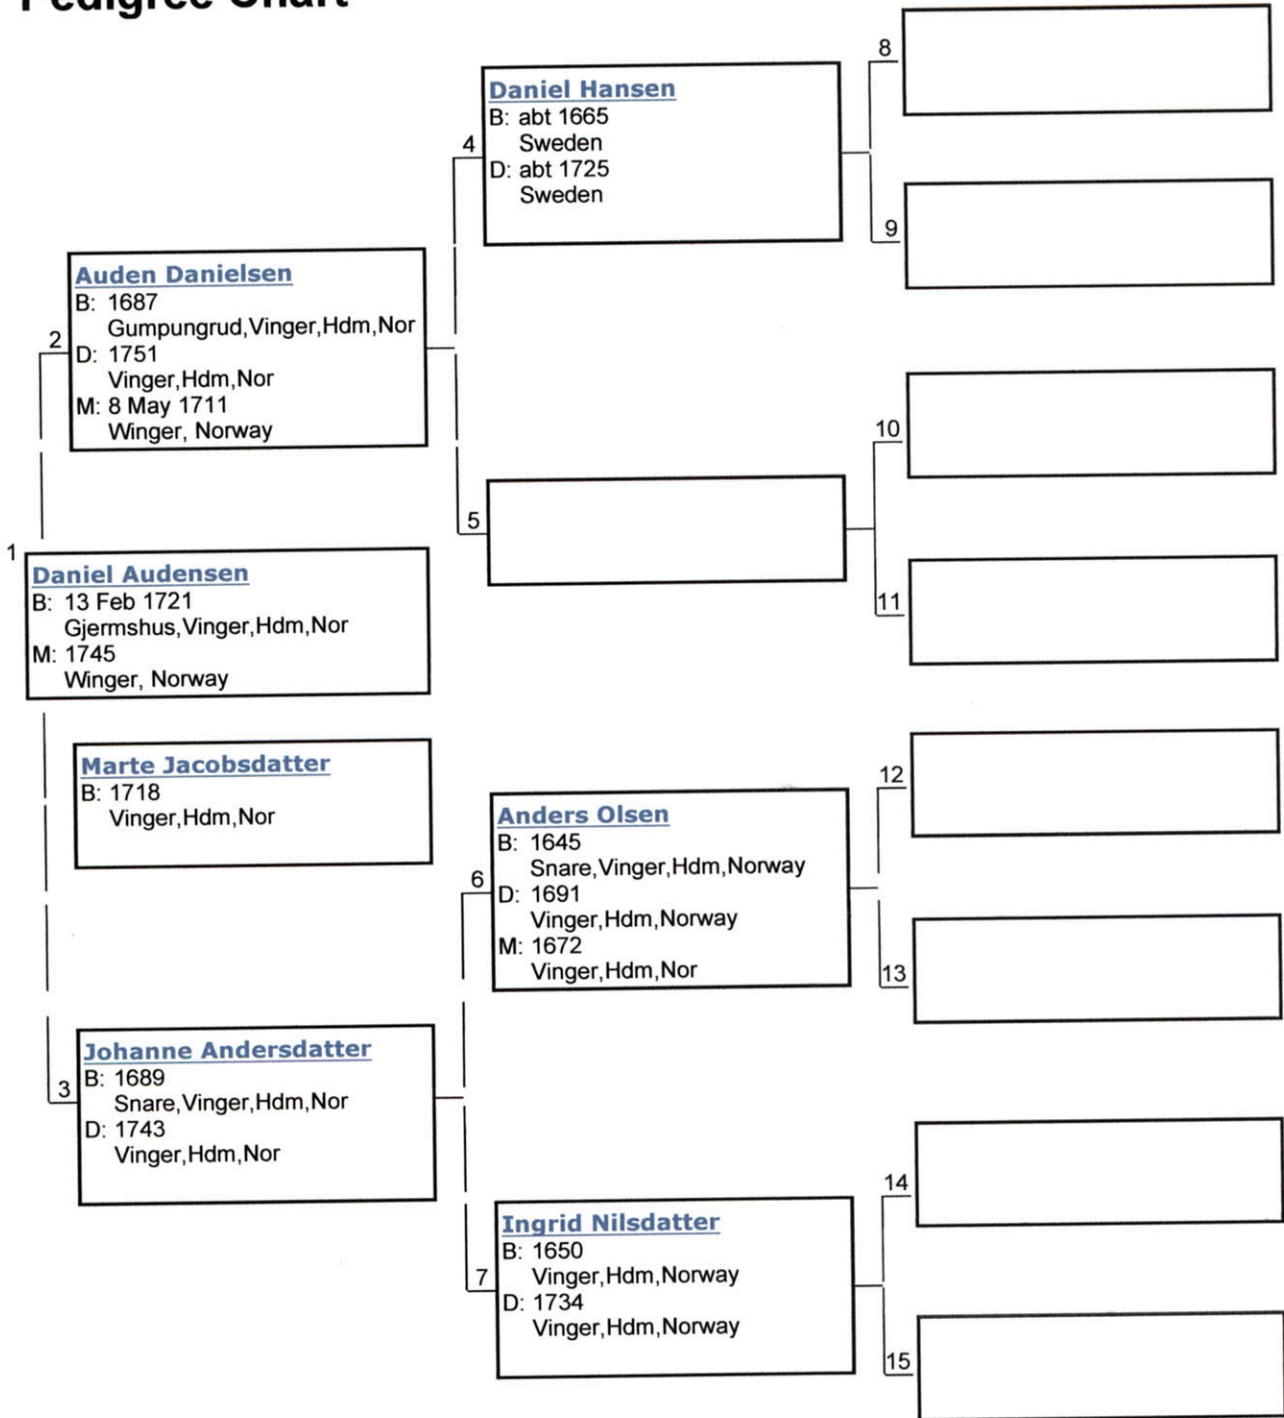 Pedigree Chart
8
Daniel Hansen
B: abt 1665
Sweden
D: abt 1725
Sweden
4
9
Auden Danielsen
B: 1687
Gumpungrud,Vinger,Hdm,Nor
D: 1751
Vinger,Hdm,Nor
M: 8 May 1711
Winger, Norway
2
10
5
11
1
Daniel Audensen
B: 13 Feb 1721
Gjermshus,Vinger,Hdm,Nor
M: 1745
Winger, Norway
Marte Jacobsdatter
B: 1718
Vinger,Hdm,Nor
12
Anders Olsen
B: 1645
Snare,Vinger,Hdm,Norway
D: 1691
Vinger,Hdm,Norway
M: 1672
Vinger,Hdm,Nor
6
13
Johanne Andersdatter
B: 1689
Snare,Vinger,Hdm,Nor
D: 1743
Vinger,Hdm,Nor
3
14
Ingrid Nilsdatter
B: 1650
Vinger,Hdm,Norway
D: 1734
Vinger,Hdm,Norway
7
15